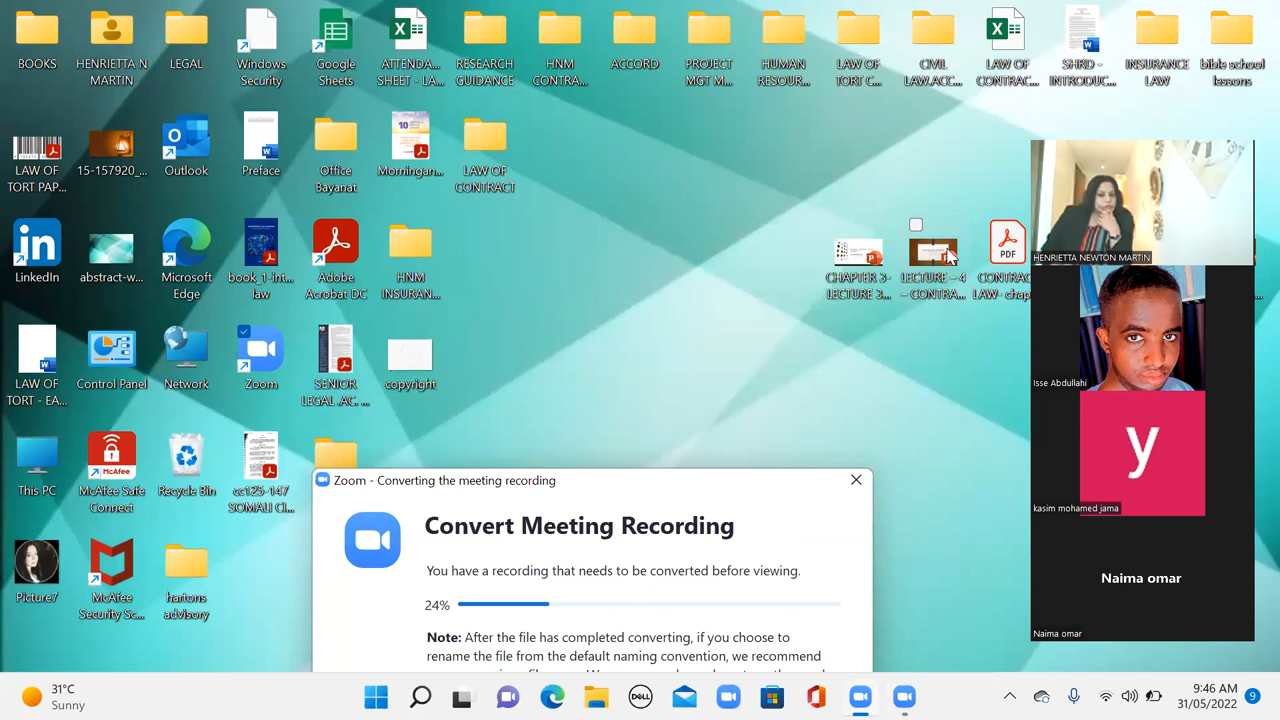 BOOKS
HENRIETTA N
MARTIN
LEGAL
Windows
Security
Google
Sheets
ATTENDA...
SHEET - LA...
RESEARCH
GUIDANCE
HNM
CONTRA...
ACCORD
PROJECT
MGT M...
HUMAN
RESOUR...
LAW OF
TORT C...
CIVIL
LAW.ACC...
LAW OF
CONTRAC...
SHRD -
INTRODUC...
INSURANCE
LAW
bible school
lessons
LAW OF
TORT PAP...
15-157920_...
Outlook
Preface
Office
Bayanat
10
Morningan...
LAW OF
CONTRACT
LinkedIn
abstract-w...
Microsoft
Edge
book_1-int...
law
Adobe
Acrobat DC
HNM
INSURAN...
CHAPTER 3-
LECTURE 3...
LECTURE – 4
– CONTRA...
PDF
CONTRAC
LAW- chap
HENRIETTA NEWTON MARTIN
LAW OF
TORT - EA...
Control Panel
Network
Zoom
SENIOR
LEGAL .AC. ...
copyright
Isse Abdullahi
This PC
McAfee
McAfee Safe
Connect
Recycle Bin
cc125-147
SOMALI CI...
y
kasim mohamed jama
Picture7
McAfee
Security Sc...
hartons
advisory
Zoom - Converting the meeting recording
Convert Meeting Recording
You have a recording that needs to be converted before viewing.
24%
Note: After the file has completed converting, if you choose to
rename the file from the default naming convention, we recommend
Naima omar
Naima omar
31°C
Sunny
DELL
9:46 AM
31/05/2022
9